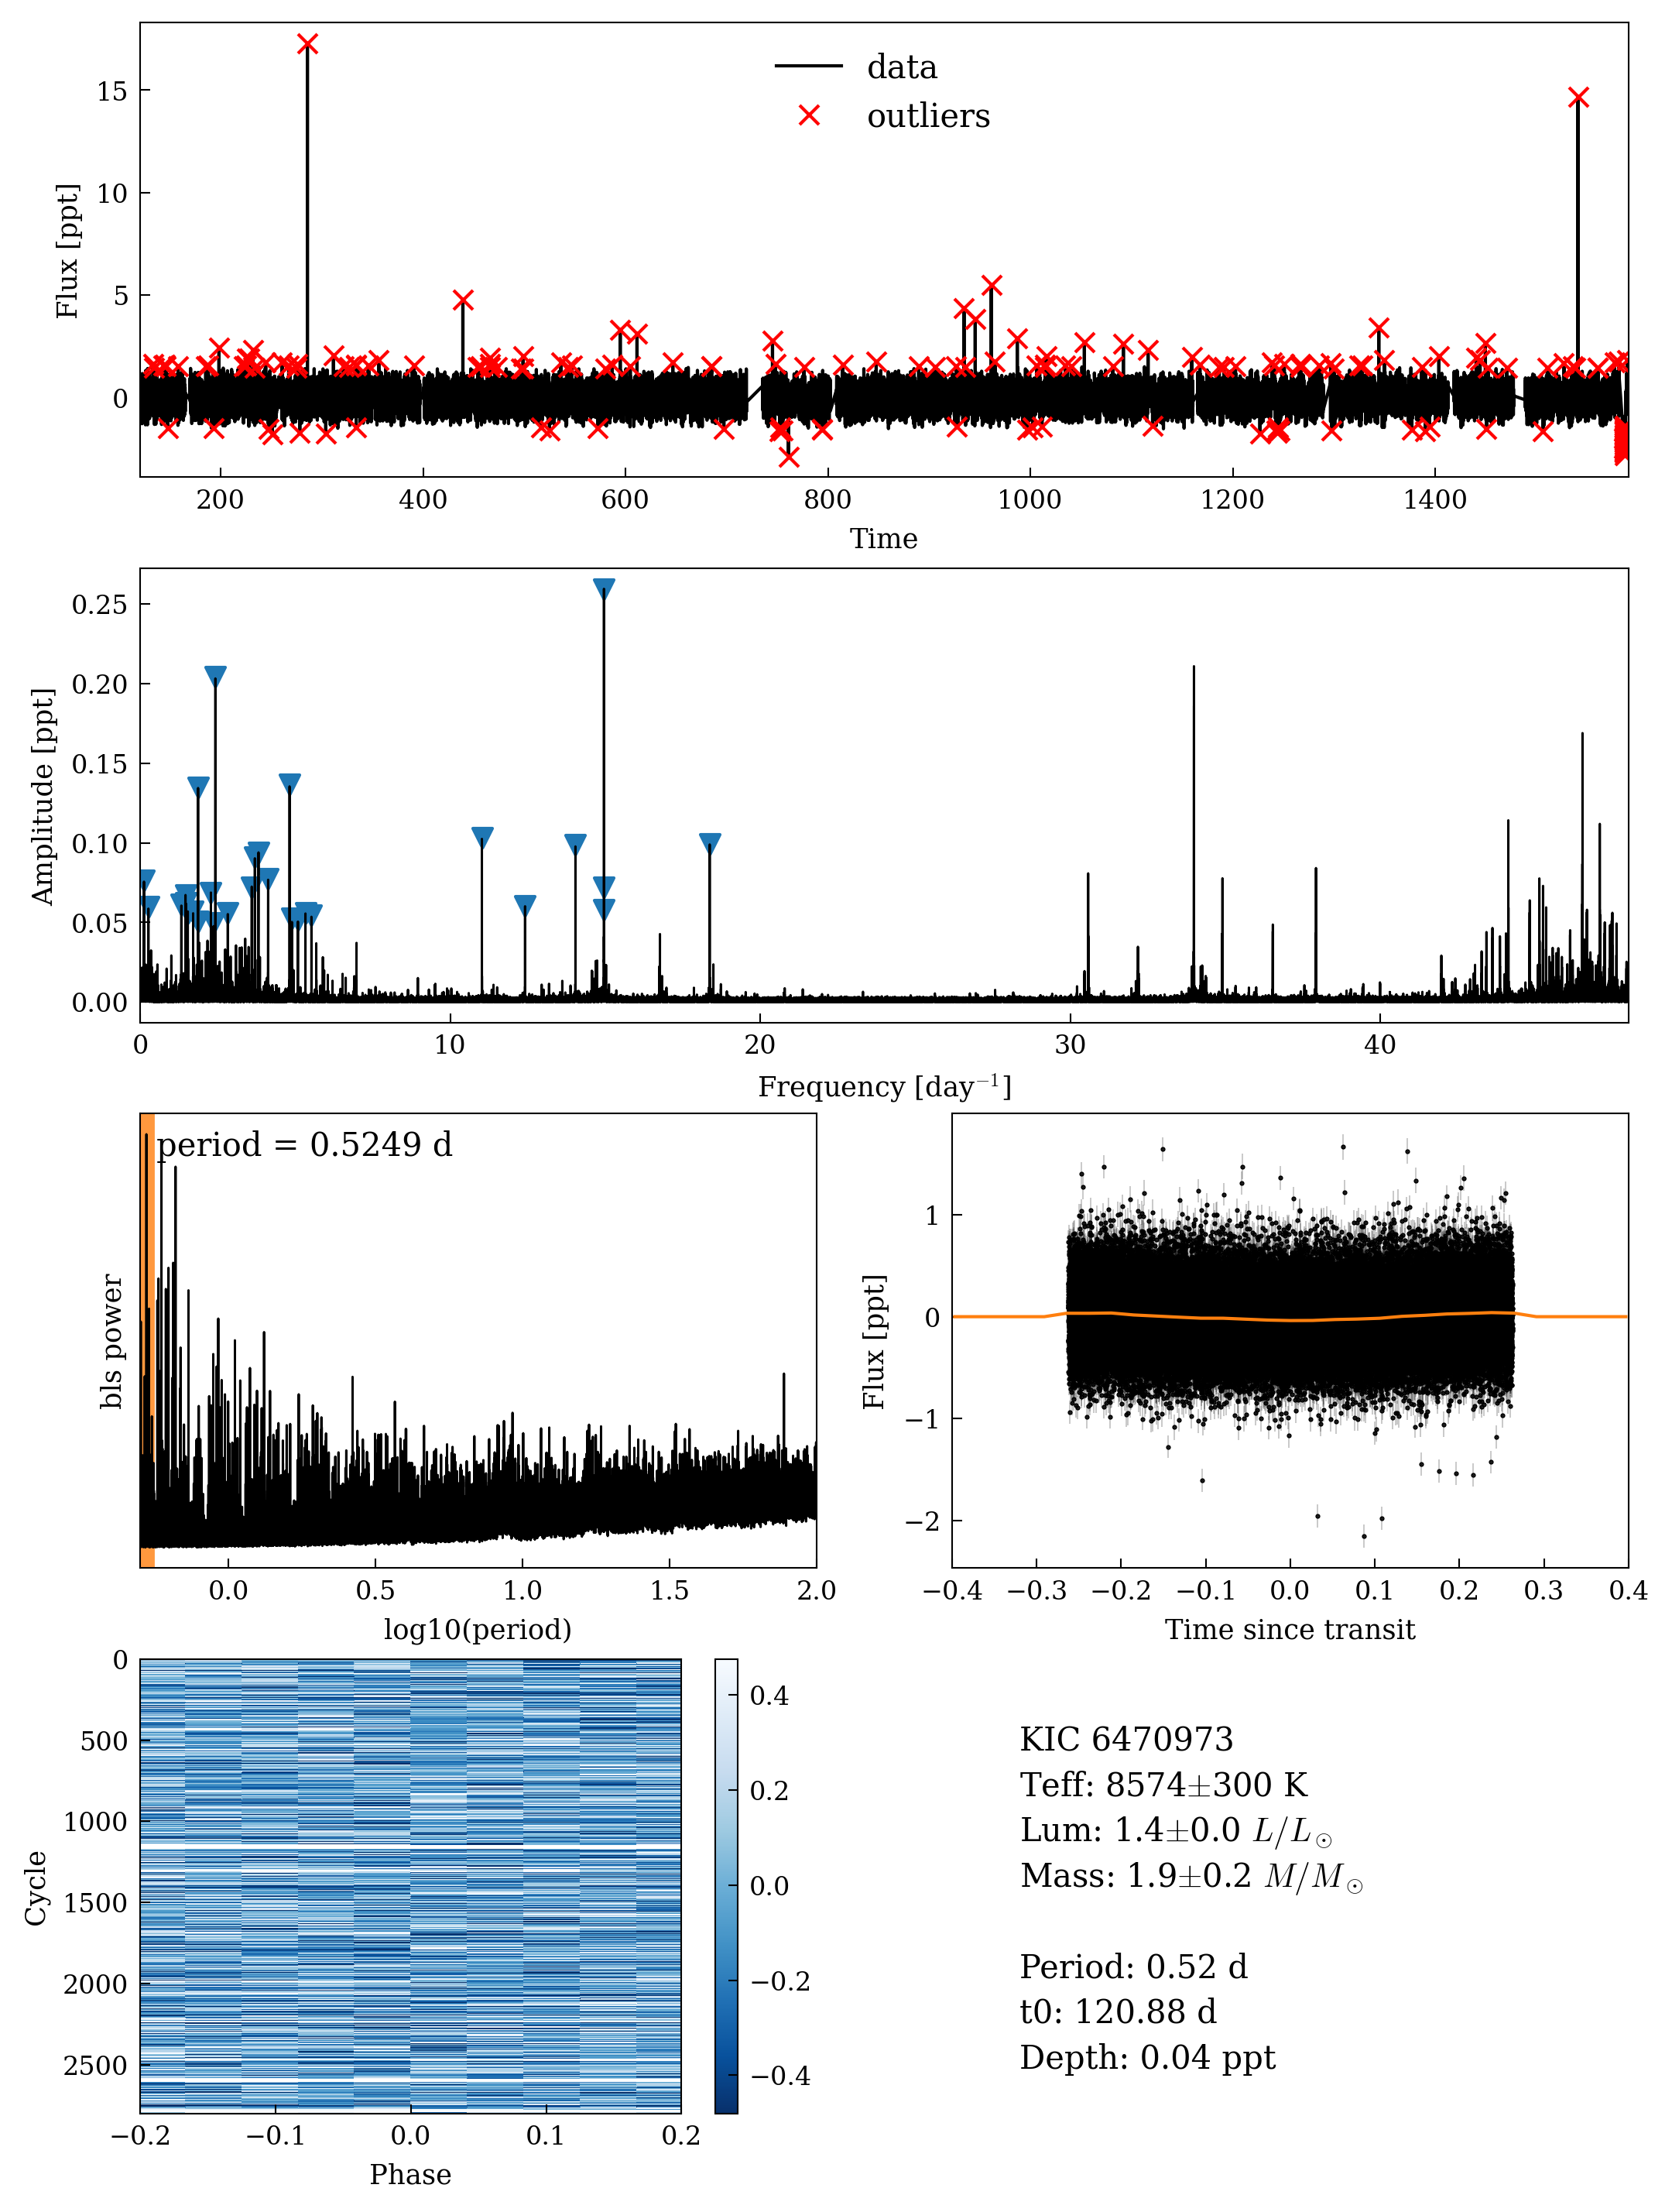 data
outliers
Flux [ppt]
15
10
5
0
200 400 600 800 1000 1200 1400
Time
Amplitude [ppt]
0.25
0.20
0.15
0.10
0.05
0.00
0 10 20 30 40
Frequency [day⁻¹]
period = 0.5249 d
bls power
0.0 0.5 1.0 1.5 2.0
log10(period)
Flux [ppt]
1
0
−1
−2
−0.4 −0.3 −0.2 −0.1 0.0 0.1 0.2 0.3 0.4
Time since transit
Cycle
0
500
1000
1500
2000
2500
−0.2 −0.1 0.0 0.1 0.2
Phase
0.4
0.2
0.0
−0.2
−0.4
KIC 6470973
Teff: 8574±300 K
Lum: 1.4±0.0 L/L⊙
Mass: 1.9±0.2 M/M⊙
Period: 0.52 d
t0: 120.88 d
Depth: 0.04 ppt